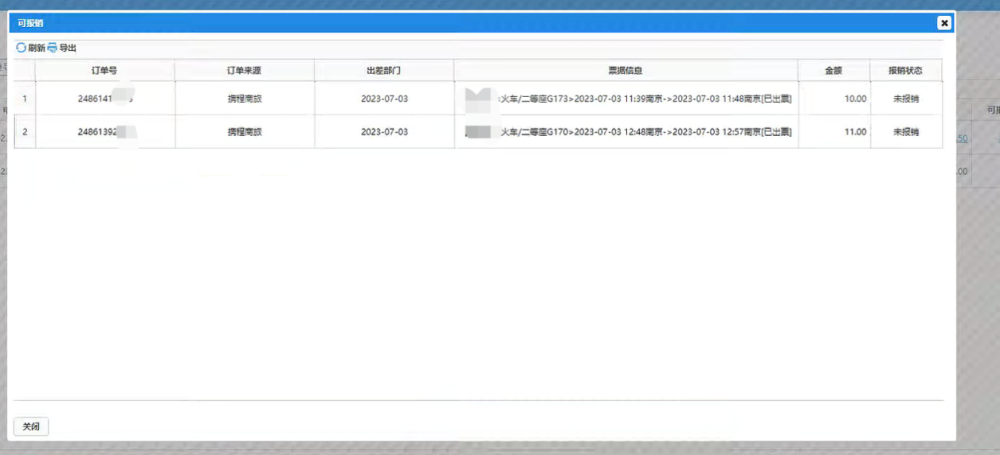 可报销
刷新 导出
订单号 订单来源 出差部门 票据信息 金额 报销状态
1 2486141 携程商旅 2023-07-03 火车/二等座G173>2023-07-03 11:39南京->2023-07-03 11:48南京[已出票] 10.00 未报销
2 24861392 携程商旅 2023-07-03 火车/二等座G170>2023-07-03 12:48南京->2023-07-03 12:57南京[已出票] 11.00 未报销
.50
.00
关闭